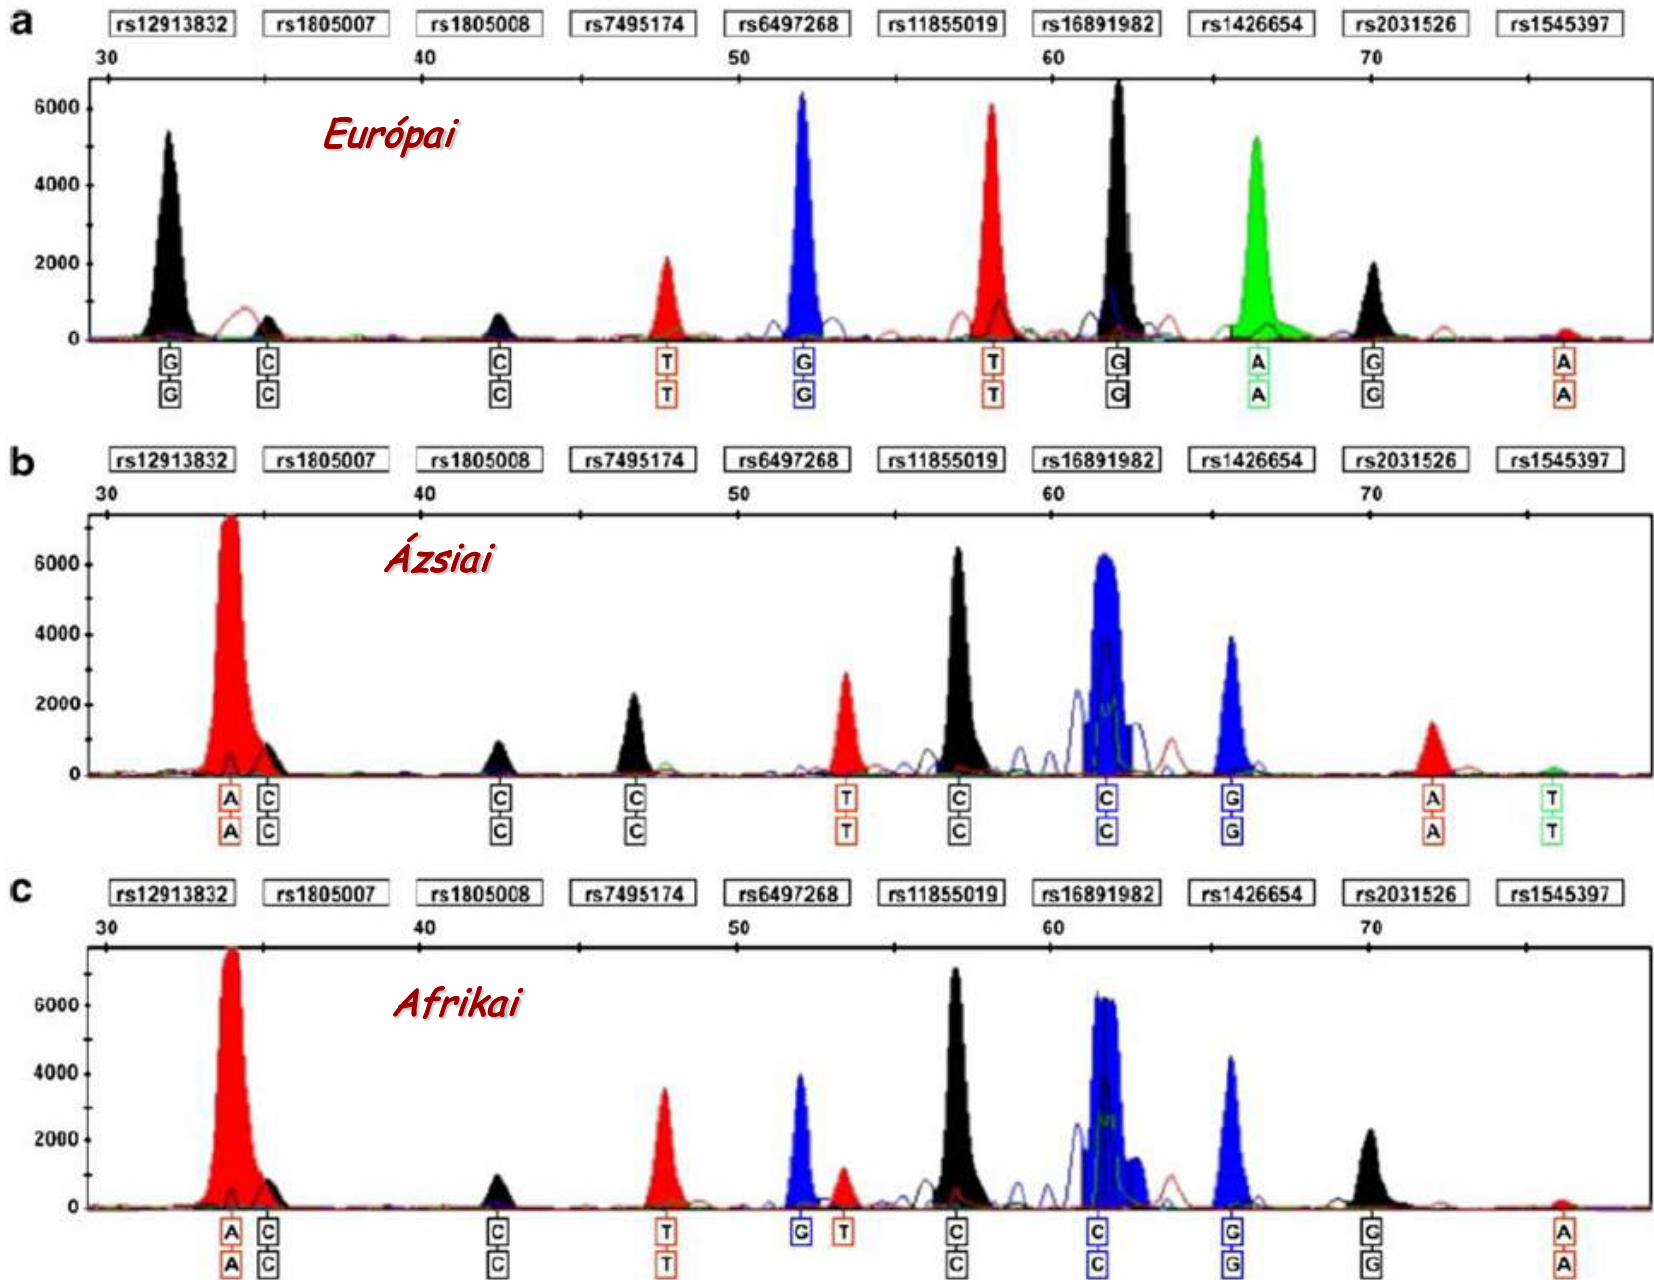 a
rs12913832 rs1805007 rs1805008 rs7495174 rs6497268 rs11855019 rs16891982 rs1426654 rs2031526 rs1545397
30 40 50 60 70
Európai
6000
4000
2000
0
G C C T G T G A G A
G C C T G T G A G A
b
rs12913832 rs1805007 rs1805008 rs7495174 rs6497268 rs11855019 rs16891982 rs1426654 rs2031526 rs1545397
30 40 50 60 70
Ázsiai
6000
4000
2000
0
A C C C T C C G A T
A C C C T C C G A T
c
rs12913832 rs1805007 rs1805008 rs7495174 rs6497268 rs11855019 rs16891982 rs1426654 rs2031526 rs1545397
30 40 50 60 70
Afrikai
6000
4000
2000
0
A C C T G T C C G G A
A C C T C C G G A